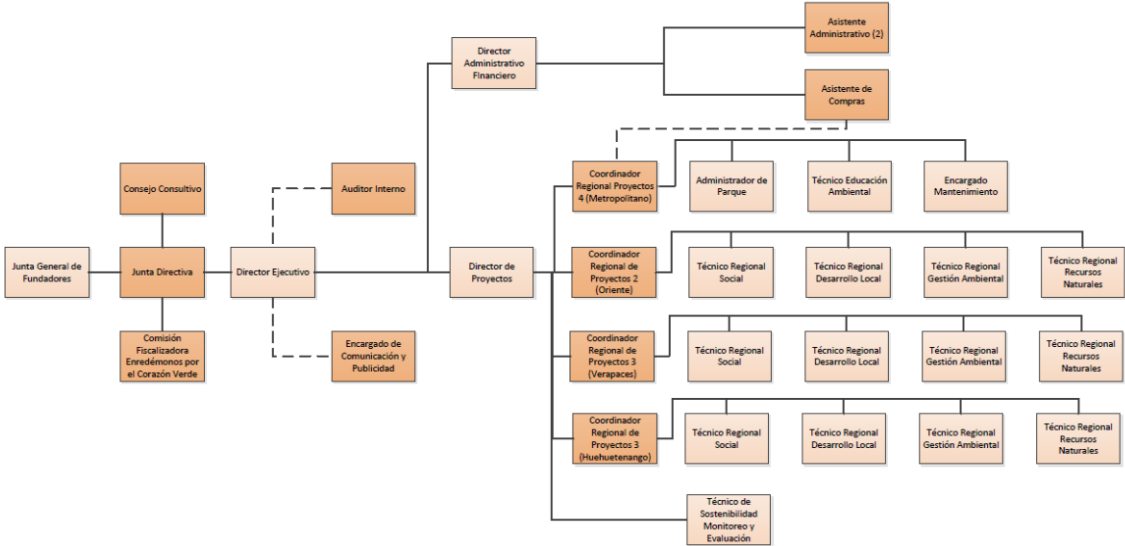 Asistente
Administrativo (2)
Director
Administrativo
Financiero
Asistente de
Compras
Coordinador
Regional Proyectos
4 (Metropolitano)
Administrador de
Parque
Técnico Educación
Ambiental
Encargado
Mantenimiento
Consejo Consultivo
Auditor Interno
Junta General de
Fundadores
Junta Directiva
Director Ejecutivo
Director de
Proyectos
Coordinador
Regional de
Proyectos 2
(Oriente)
Técnico Regional
Social
Técnico Regional
Desarrollo Local
Técnico Regional
Gestión Ambiental
Técnico Regional
Recursos
Naturales
Comisión
Fiscalizadora
Enredémonos por
el Corazón Verde
Encargado de
Comunicación y
Publicidad
Coordinador
Regional de
Proyectos 3
(Verapaces)
Técnico Regional
Social
Técnico Regional
Desarrollo Local
Técnico Regional
Gestión Ambiental
Técnico Regional
Recursos
Naturales
Coordinador
Regional de
Proyectos 3
(Huehuetenango)
Técnico Regional
Social
Técnico Regional
Desarrollo Local
Técnico Regional
Gestión Ambiental
Técnico Regional
Recursos
Naturales
Técnico de
Sostenibilidad
Monitoreo y
Evaluación